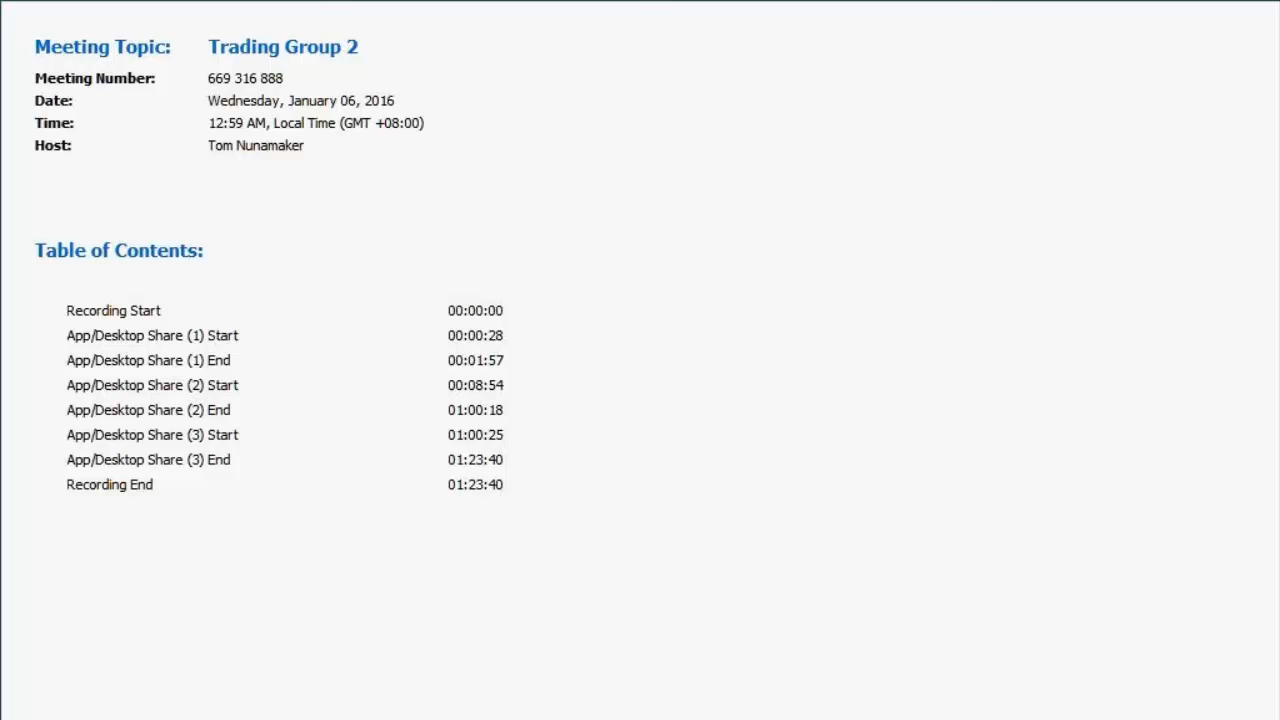 Meeting Topic: Trading Group 2
Meeting Number: 669 316 888
Date: Wednesday, January 06, 2016
Time: 12:59 AM, Local Time (GMT +08:00)
Host: Tom Nunamaker
Table of Contents:
Recording Start 00:00:00
App/Desktop Share (1) Start 00:00:28
App/Desktop Share (1) End 00:01:57
App/Desktop Share (2) Start 00:08:54
App/Desktop Share (2) End 01:00:18
App/Desktop Share (3) Start 01:00:25
App/Desktop Share (3) End 01:23:40
Recording End 01:23:40